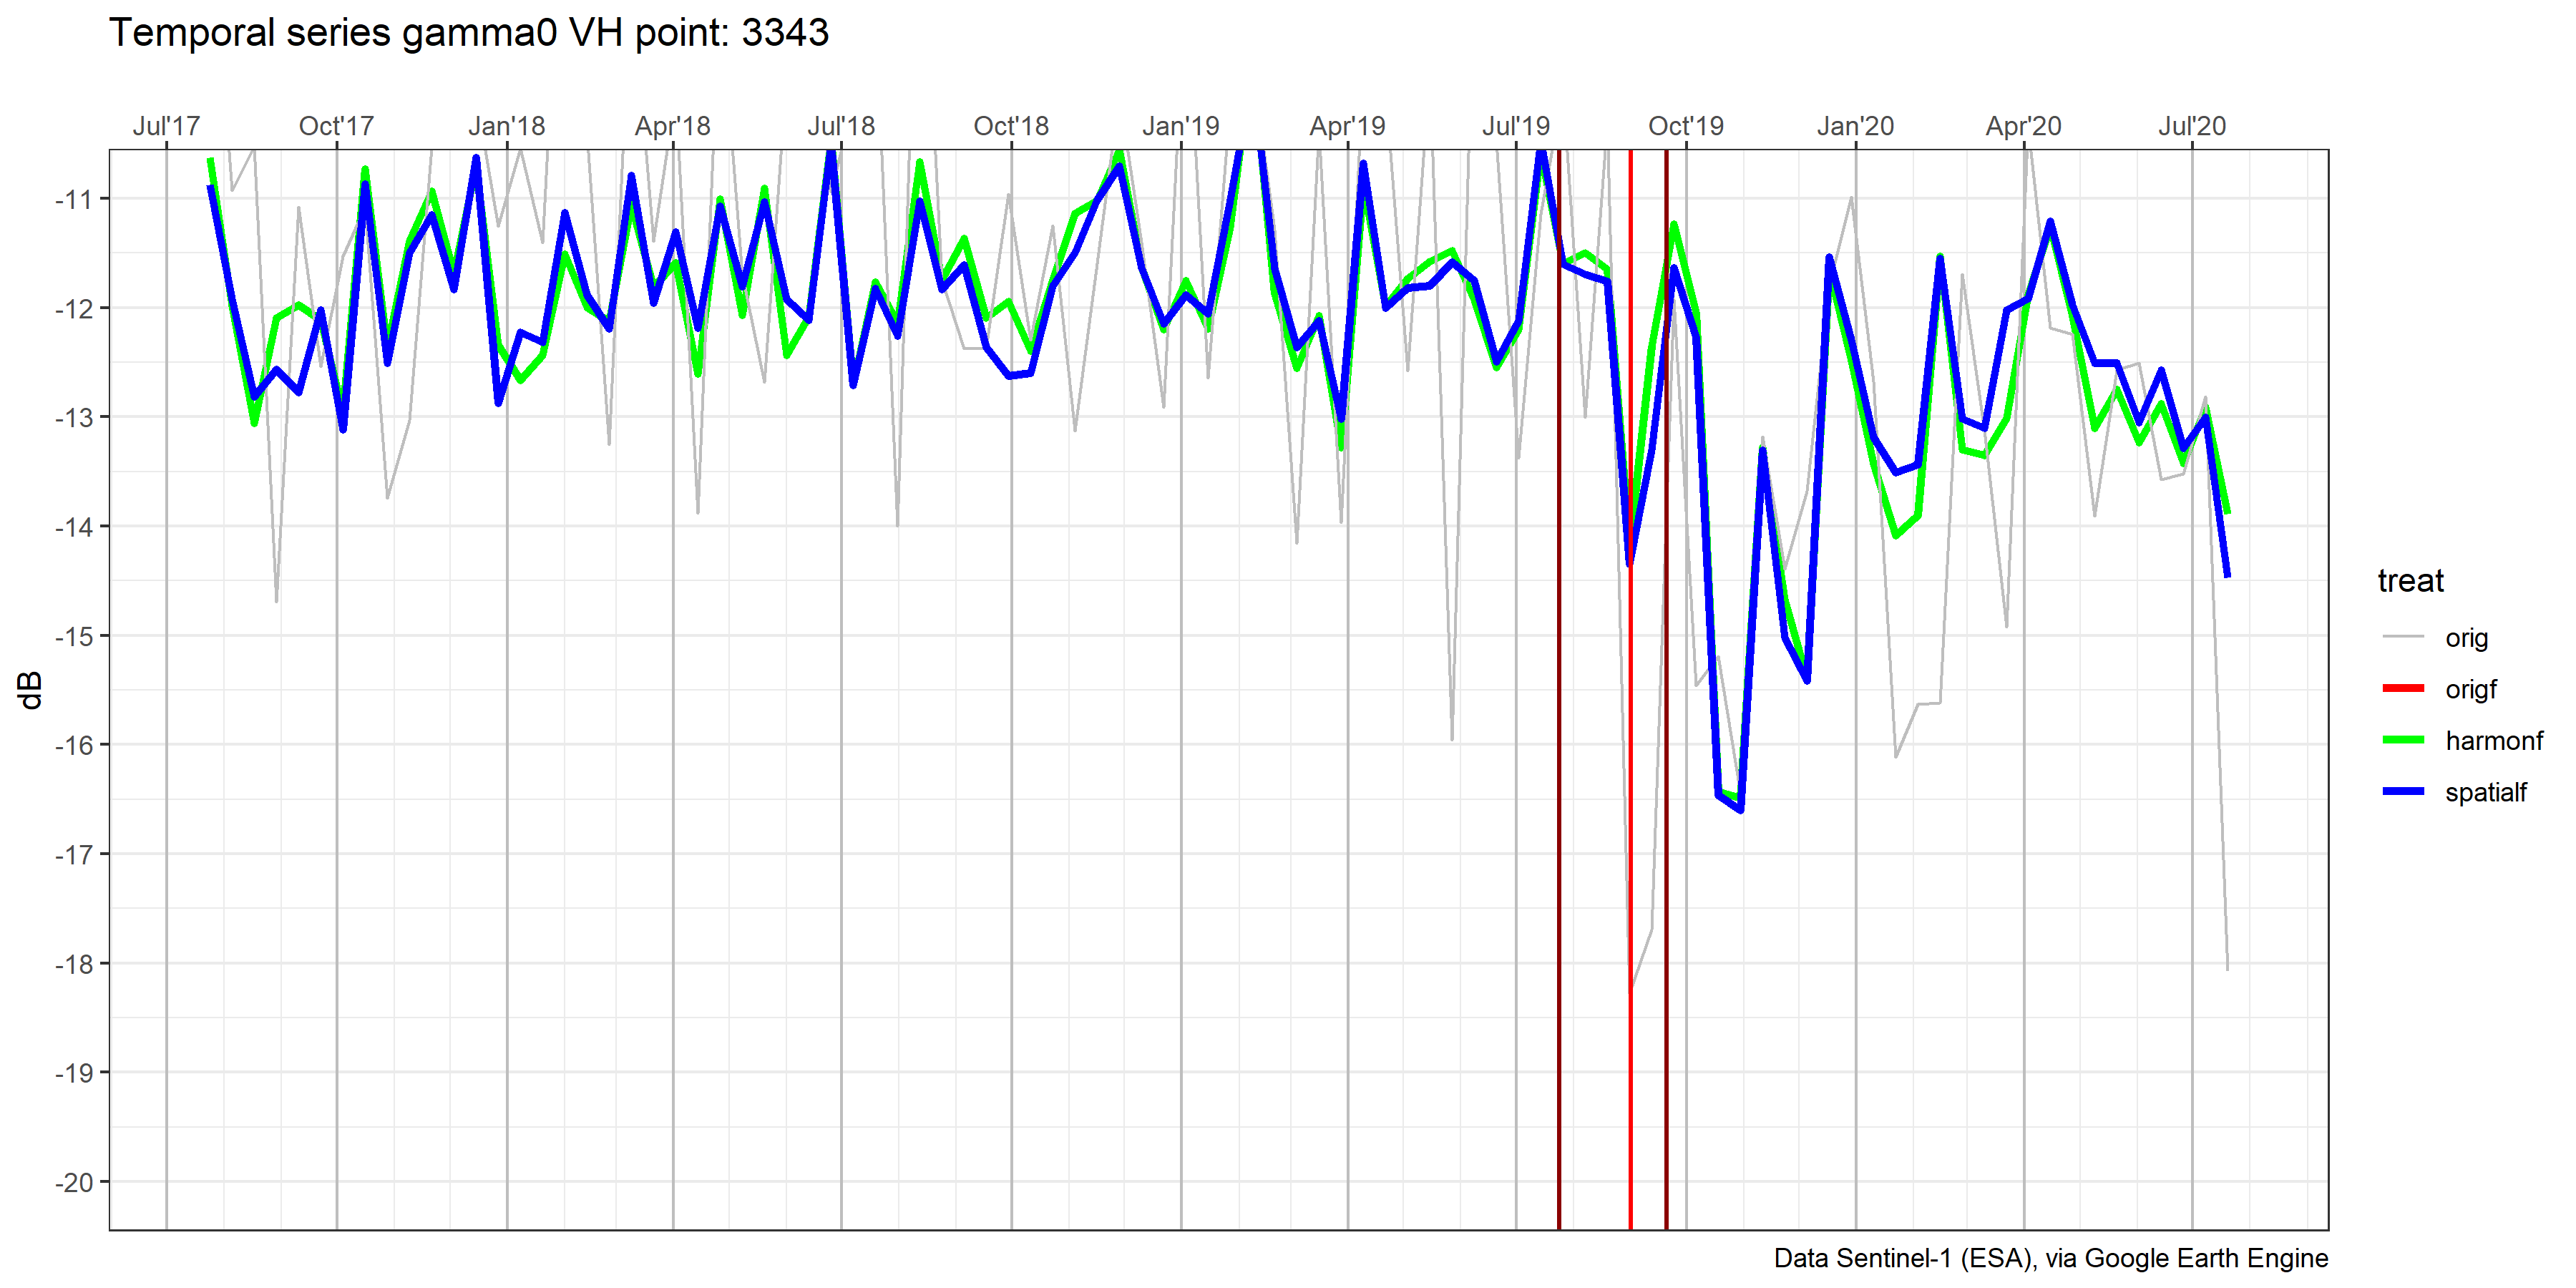 Temporal series gamma0 VH point: 3343
Jul'17 Oct'17 Jan'18 Apr'18 Jul'18 Oct'18 Jan'19 Apr'19 Jul'19 Oct'19 Jan'20 Apr'20 Jul'20
-11
-12
-13
-14
-15
-16
-17
-18
-19
-20
dB
treat
orig
origf
harmonf
spatialf
Data Sentinel-1 (ESA), via Google Earth Engine